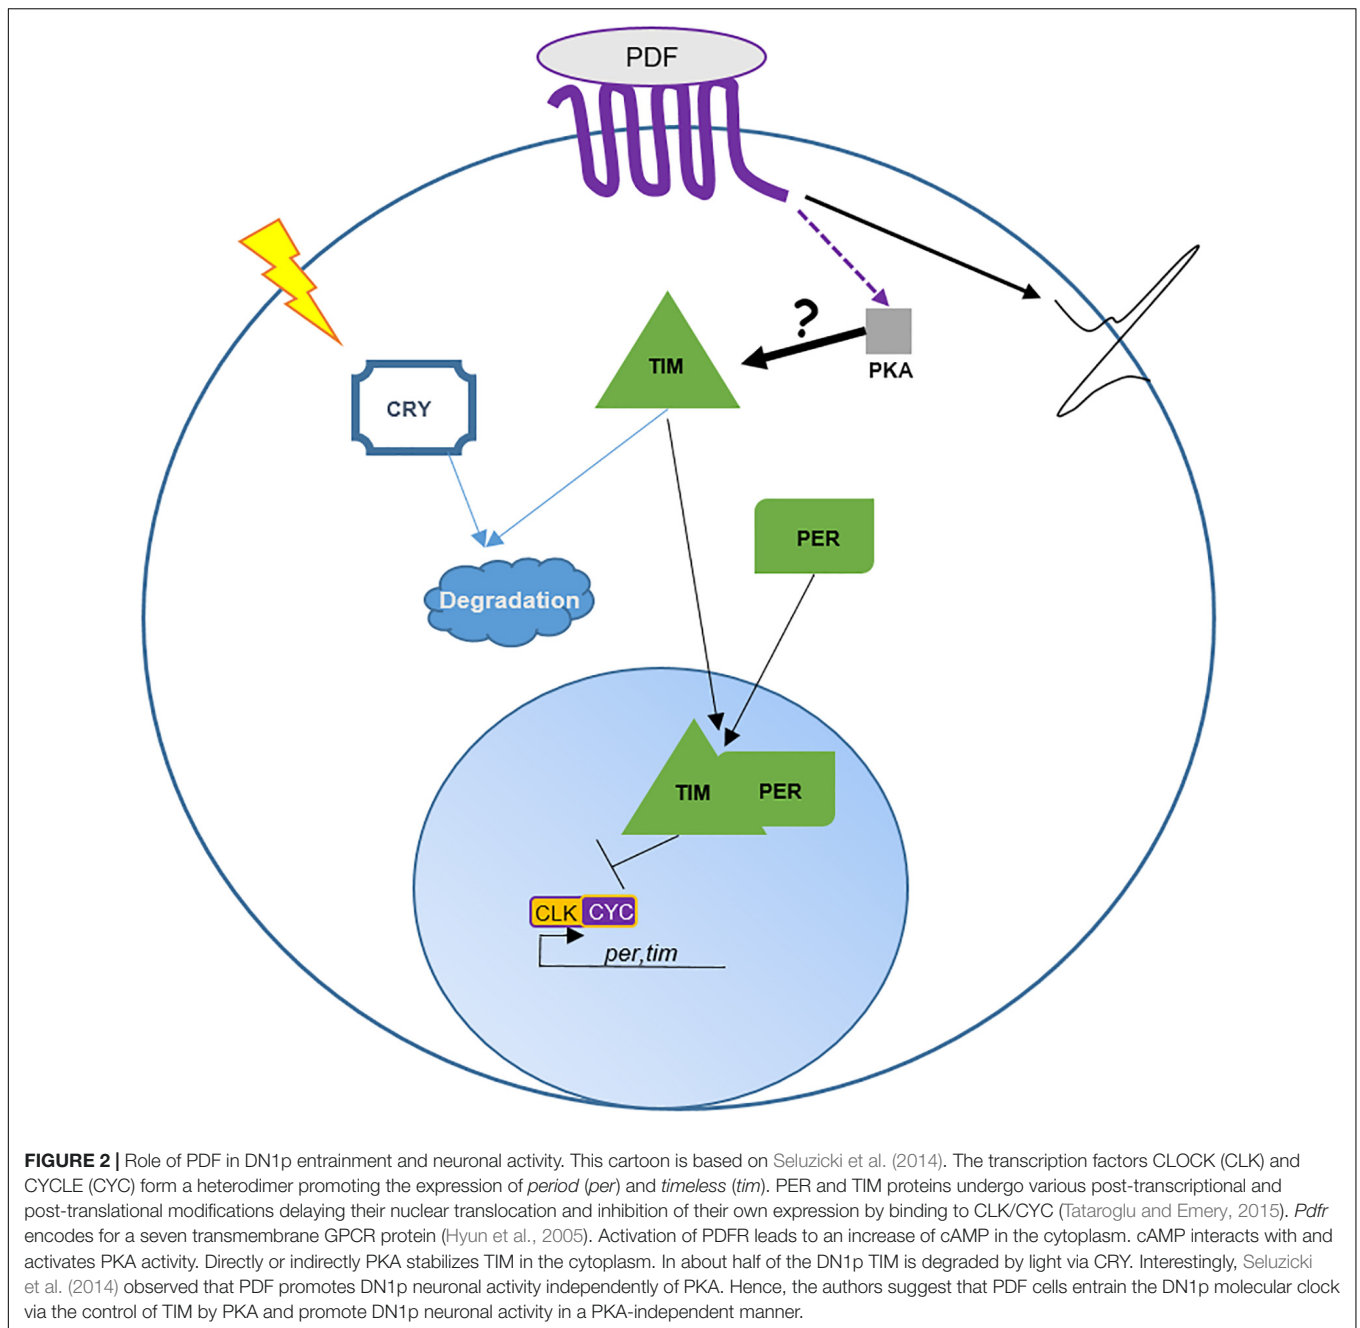 PDF
?
TIM
PKA
CRY
PER
Degradation
TIM
PER
CLK
CYC
per,tim
FIGURE 2 | Role of PDF in DN1p entrainment and neuronal activity. This cartoon is based on Seluzicki et al. (2014). The transcription factors CLOCK (CLK) and
CYCLE (CYC) form a heterodimer promoting the expression of period (per) and timeless (tim). PER and TIM proteins undergo various post-transcriptional and
post-translational modifications delaying their nuclear translocation and inhibition of their own expression by binding to CLK/CYC (Tataroglu and Emery, 2015). Pdfr
encodes for a seven transmembrane GPCR protein (Hyun et al., 2005). Activation of PDFR leads to an increase of cAMP in the cytoplasm. cAMP interacts with and
activates PKA activity. Directly or indirectly PKA stabilizes TIM in the cytoplasm. In about half of the DN1p TIM is degraded by light via CRY. Interestingly, Seluzicki
et al. (2014) observed that PDF promotes DN1p neuronal activity independently of PKA. Hence, the authors suggest that PDF cells entrain the DN1p molecular clock
via the control of TIM by PKA and promote DN1p neuronal activity in a PKA-independent manner.